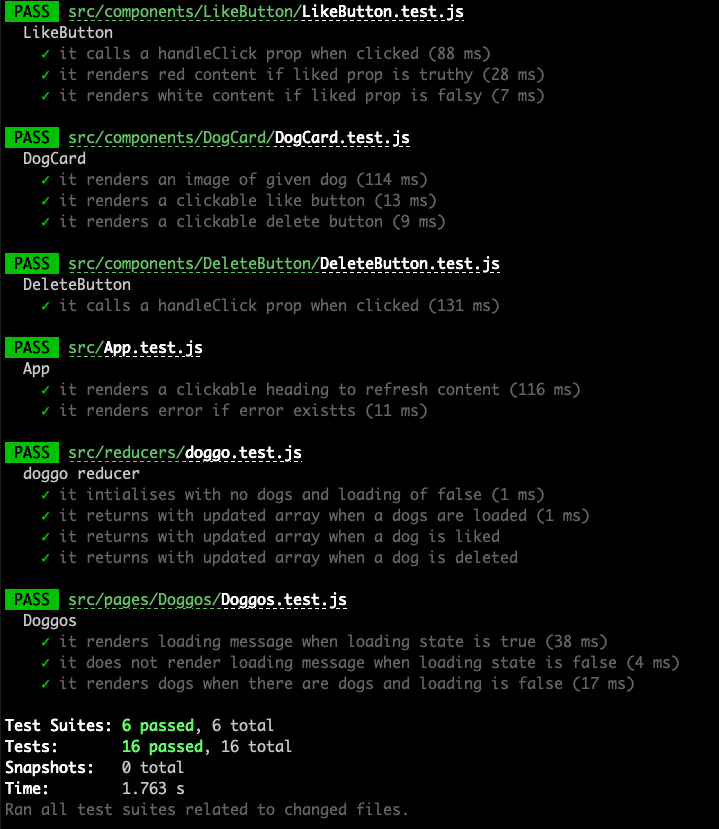 PASS src/components/LikeButton/LikeButton.test.js
LikeButton
✓ it calls a handleClick prop when clicked (88 ms)
✓ it renders red content if liked prop is truthy (28 ms)
✓ it renders white content if liked prop is falsy (7 ms)
PASS src/components/DogCard/DogCard.test.js
DogCard
✓ it renders an image of given dog (114 ms)
✓ it renders a clickable like button (13 ms)
✓ it renders a clickable delete button (9 ms)
PASS src/components/DeleteButton/DeleteButton.test.js
DeleteButton
✓ it calls a handleClick prop when clicked (131 ms)
PASS src/App.test.js
App
✓ it renders a clickable heading to refresh content (116 ms)
✓ it renders error if error existts (11 ms)
PASS src/reducers/doggo.test.js
doggo reducer
✓ it intialises with no dogs and loading of false (1 ms)
✓ it returns with updated array when a dogs are loaded (1 ms)
✓ it returns with updated array when a dog is liked
✓ it returns with updated array when a dog is deleted
PASS src/pages/Doggos/Doggos.test.js
Doggos
✓ it renders loading message when loading state is true (38 ms)
✓ it does not render loading message when loading state is false (4 ms)
✓ it renders dogs when there are dogs and loading is false (17 ms)
Test Suites: 6 passed, 6 total
Tests: 16 passed, 16 total
Snapshots: 0 total
Time: 1.763 s
Ran all test suites related to changed files.